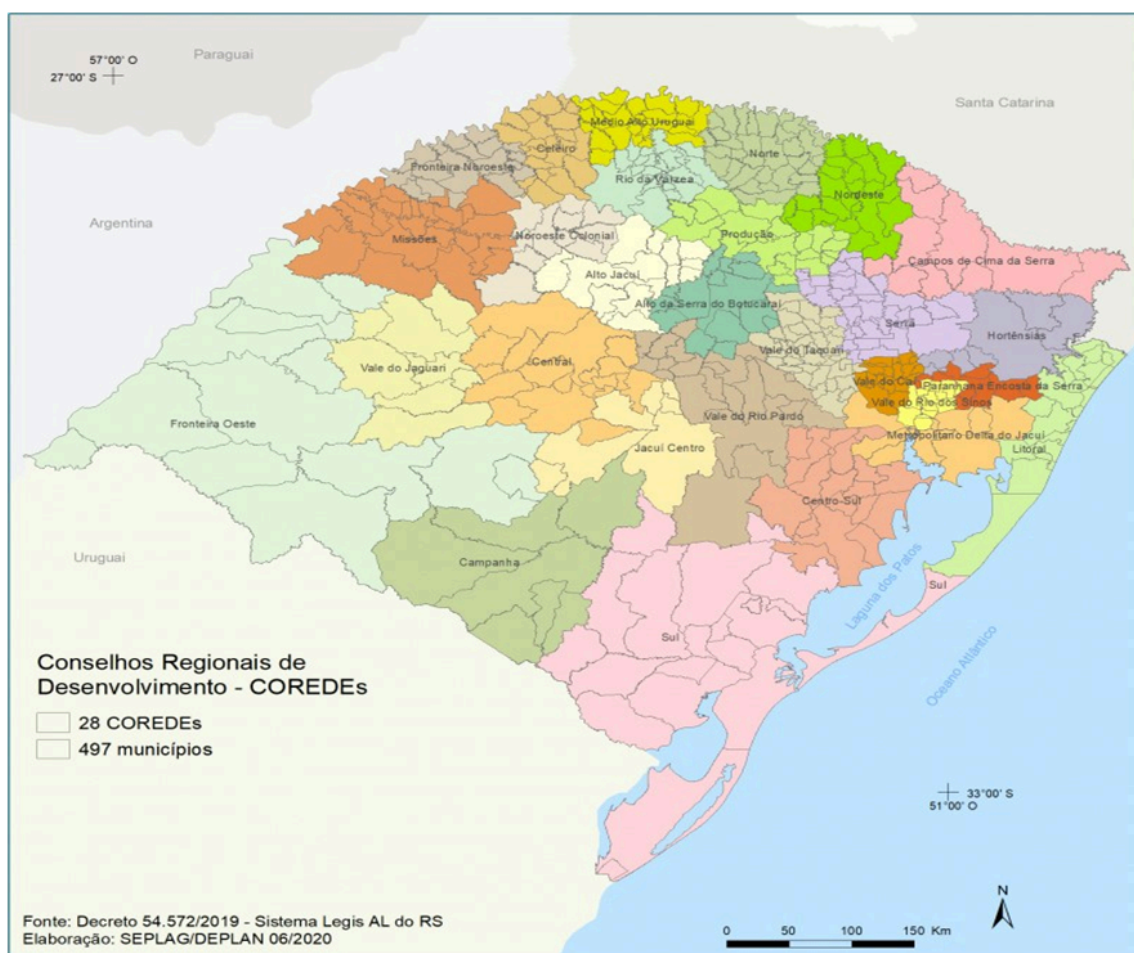 Paraguai
57°00' O
27°00' S
Santa Catarina
Argentina
Médio Alto Uruguai
Celeiro
Norte
Fronteira Noroeste
Rio da Várzea
Nordeste
Missões
Noroeste Colonial
Produção
Campos de Cima da Serra
Alto Jacuí
Alto da Serra do Botucaraí
Serra
Hortênsias
Vale do Taquari
Central
Vale do Jaguari
Vale do Caí
Paranhana Encosta da Serra
Vale do Rio dos Sinos
Vale do Rio Pardo
Fronteira Oeste
Metropolitano Delta do Jacuí
Jacuí Centro
Litoral
Centro-Sul
Uruguai
Campanha
Sul
Laguna dos Patos
Sul
Oceano Atlântico
Conselhos Regionais de
Desenvolvimento - COREDEs
28 COREDEs
497 municípios
33°00' S
51°00' O
N
Fonte: Decreto 54.572/2019 - Sistema Legis AL do RS
Elaboração: SEPLAG/DEPLAN 06/2020
0 50 100 150 Km